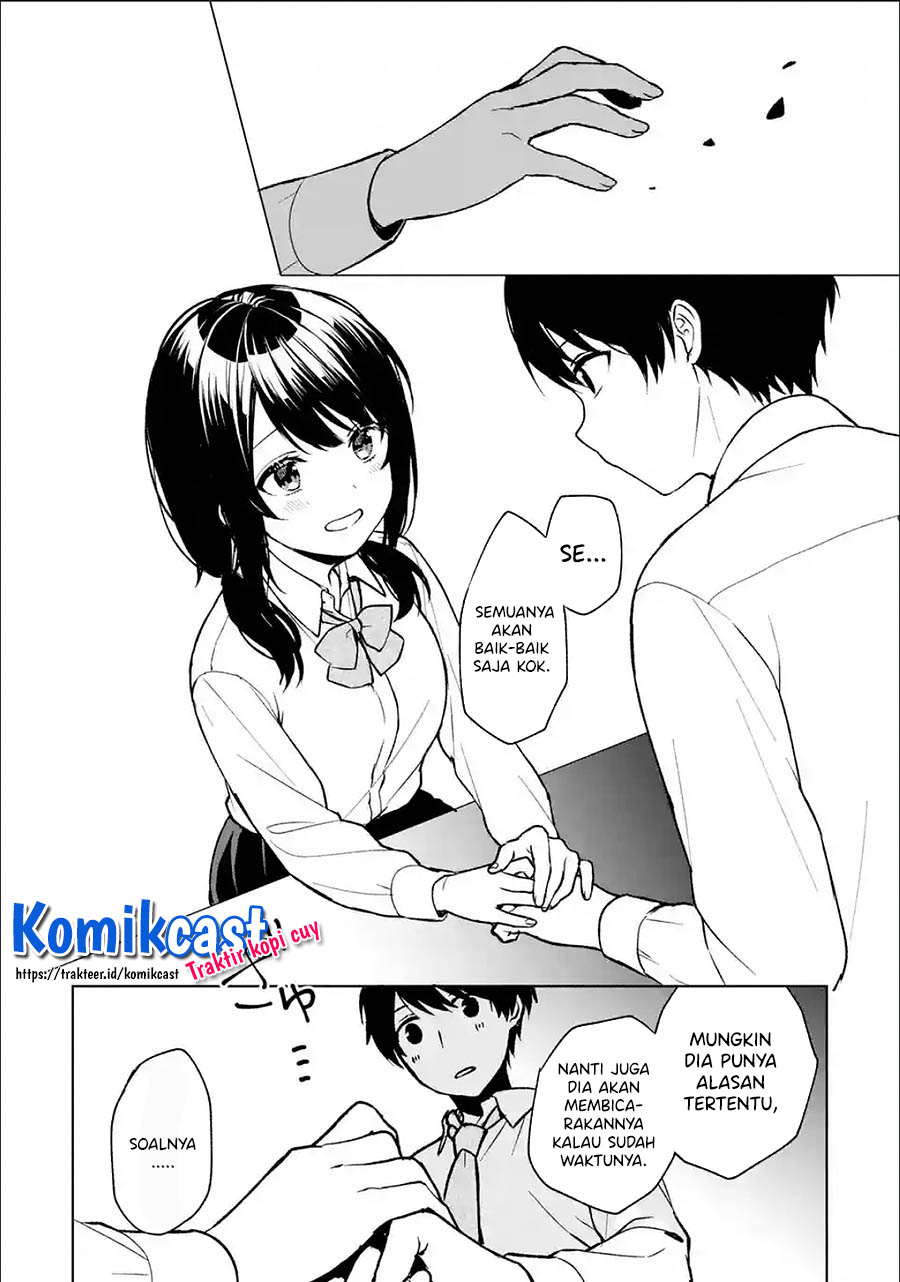 SE...
SEMUANYA
AKAN
BAIK-BAIK
SAJA KOK.
Komikcast
Traktir kopi cuy
https://trakteer.id/komikcast
MUNGKIN
DIA PUNYA
ALASAN
TERTENTU,
NANTI JUGA
DIA AKAN
MEMBICA-
RAKANNYA
KALAU SUDAH
WAKTUNYA.
SOALNYA
.....